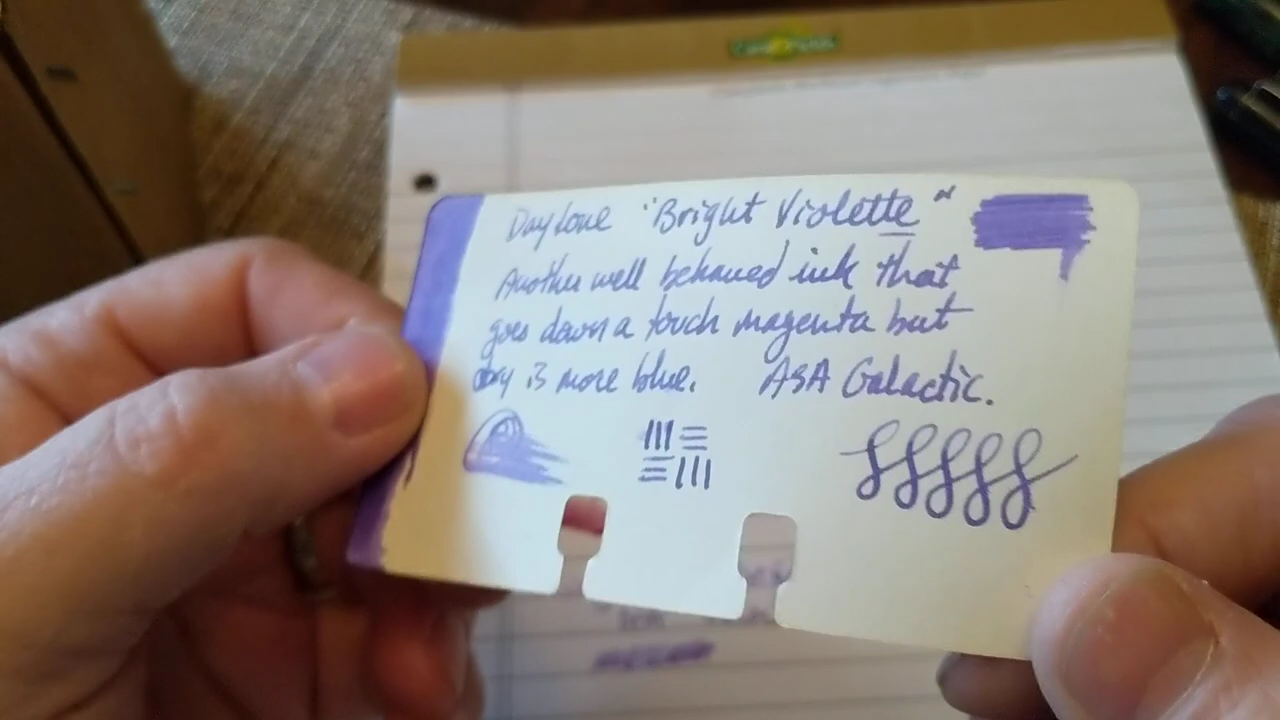 Daylone "Bright Violette"
Another well behaved ink that
goes down a touch magenta but
dry is more blue. ASA Galactic.